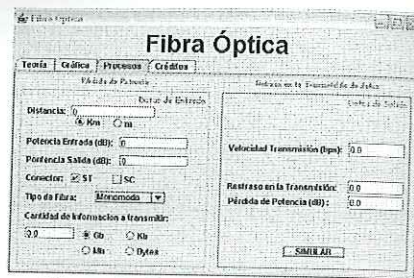 Fibra Óptica
Fibra Óptica
Teoría Gráfica Procesos Créditos
Pérdida de Potencia
Datos de Entrada
Distancia: 0
Km m
Potencia Entrada (dB): 0
Pontencia Salida (dB): 0
Conector: ST SC
Tipo de Fibra: Monomodo
Cantidad de informacion a transmitir:
0.0 Gb Kb
Mb Bytes
Retraso en la Transmisión de datos
Datos de Salida
Velocidad Transmisión (bps): 0.0
Restraso en la Transmisión: 0.0
Pérdida de Potencia (dB): 0.0
SIMULAR